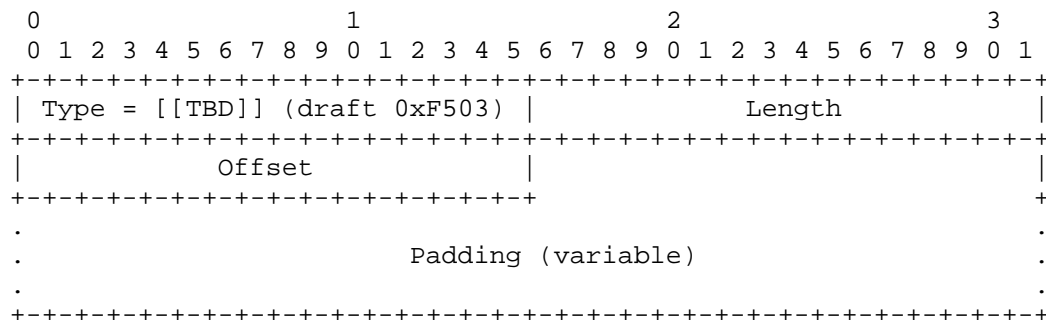 0                   1                   2                   3
 0 1 2 3 4 5 6 7 8 9 0 1 2 3 4 5 6 7 8 9 0 1 2 3 4 5 6 7 8 9 0 1
+-+-+-+-+-+-+-+-+-+-+-+-+-+-+-+-+-+-+-+-+-+-+-+-+-+-+-+-+-+-+-+-+
| Type = [[TBD]] (draft 0xF503) |             Length            |
+-+-+-+-+-+-+-+-+-+-+-+-+-+-+-+-+-+-+-+-+-+-+-+-+-+-+-+-+-+-+-+-+
|            Offset             |                               |
+-+-+-+-+-+-+-+-+-+-+-+-+-+-+-+-+                               +
.                                                               .
.                        Padding (variable)                     .
.                                                               .
+-+-+-+-+-+-+-+-+-+-+-+-+-+-+-+-+-+-+-+-+-+-+-+-+-+-+-+-+-+-+-+-+